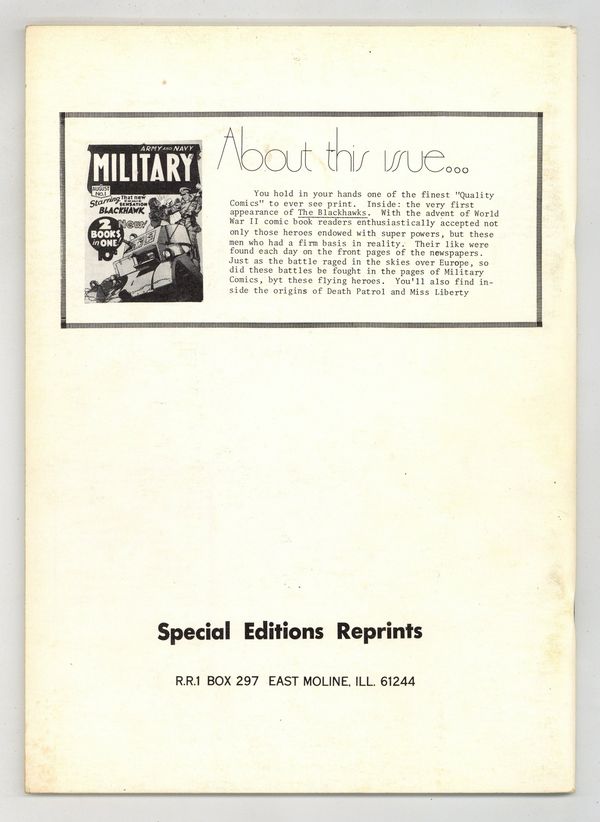 About this issue...
ARMY AND NAVY
MILITARY
AUGUST
NO.1
Starring That new
SENSATION
BLACKHAWK
2
BOOKS
in ONE
New!
10¢
You hold in your hands one of the finest "Quality
Comics" to ever see print. Inside: the very first
appearance of The Blackhawks. With the advent of World
War II comic book readers enthusiastically accepted not
only those heroes endowed with super powers, but these
men who had a firm basis in reality. Their like were
found each day on the front pages of the newspapers.
Just as the battle raged in the skies over Europe, so
did these battles be fought in the pages of Military
Comics, byt these flying heroes. You'll also find in-
side the origins of Death Patrol and Miss Liberty
Special Editions Reprints
R.R.1 BOX 297 EAST MOLINE, ILL. 61244